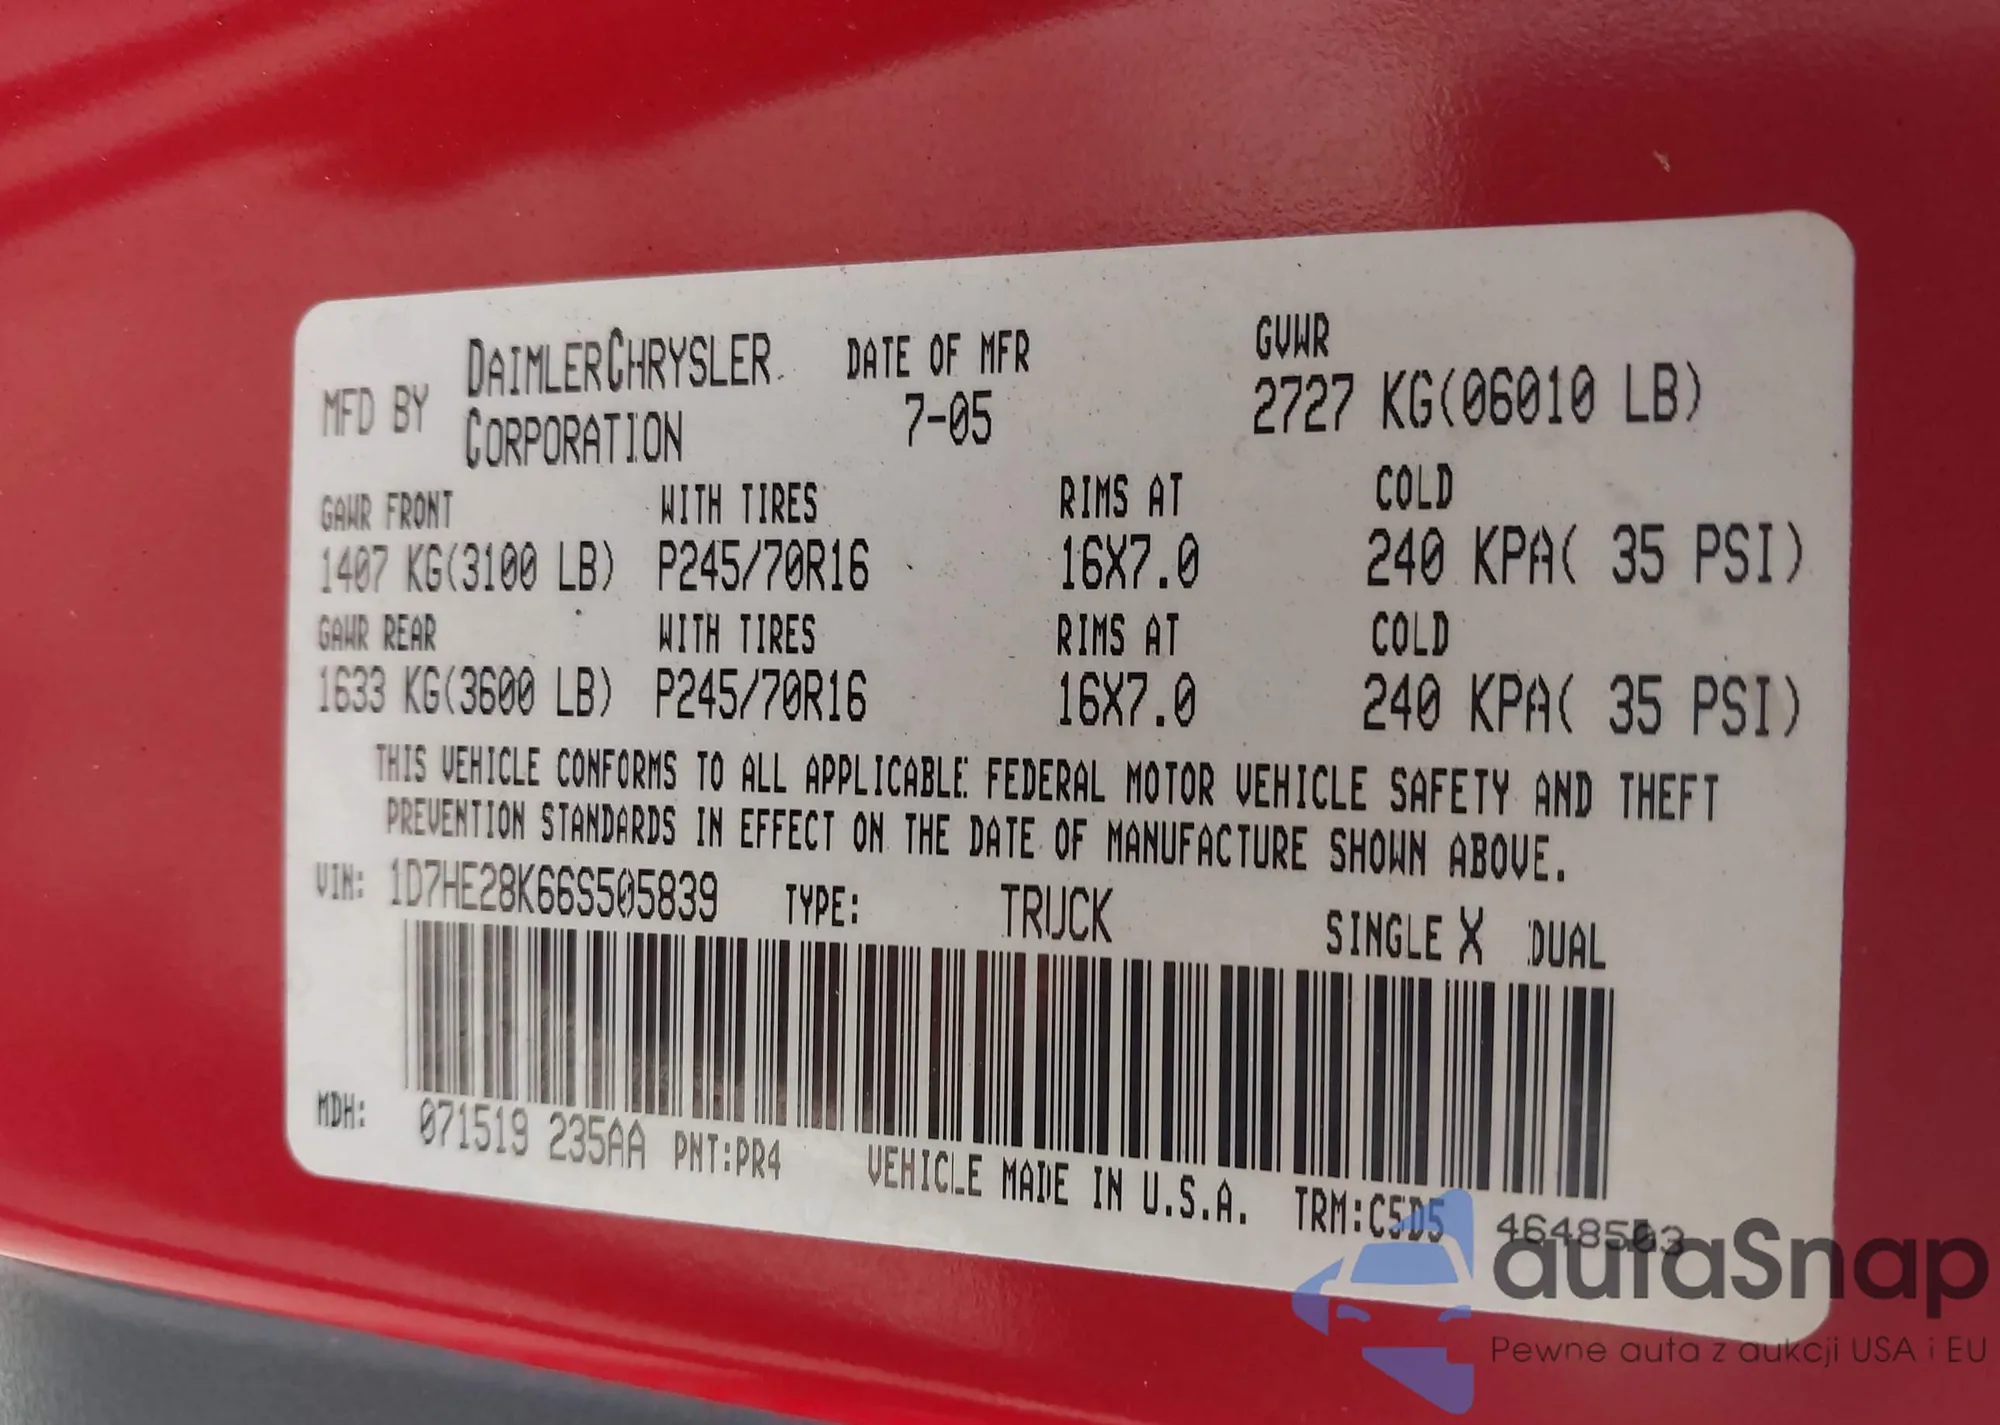 MFD BY DAIMLERCHRYSLER CORPORATION DATE OF MFR 7-05 GVWR 2727 KG(06010 LB)
GAWR FRONT WITH TIRES RIMS AT COLD
1407 KG(3100 LB) P245/70R16 16X7.0 240 KPA( 35 PSI)
GAWR REAR WITH TIRES RIMS AT COLD
1633 KG(3600 LB) P245/70R16 16X7.0 240 KPA( 35 PSI)
THIS VEHICLE CONFORMS TO ALL APPLICABLE FEDERAL MOTOR VEHICLE SAFETY AND THEFT
PREVENTION STANDARDS IN EFFECT ON THE DATE OF MANUFACTURE SHOWN ABOVE.
VIN: 1D7HE28K66S505839 TYPE: TRUCK SINGLE X DUAL
MDH: 071519 235AA PNT:PR4 VEHICLE MADE IN U.S.A. TRM:C5D5 4648503
autaSnap
Pewne auta z aukcji USA i EU